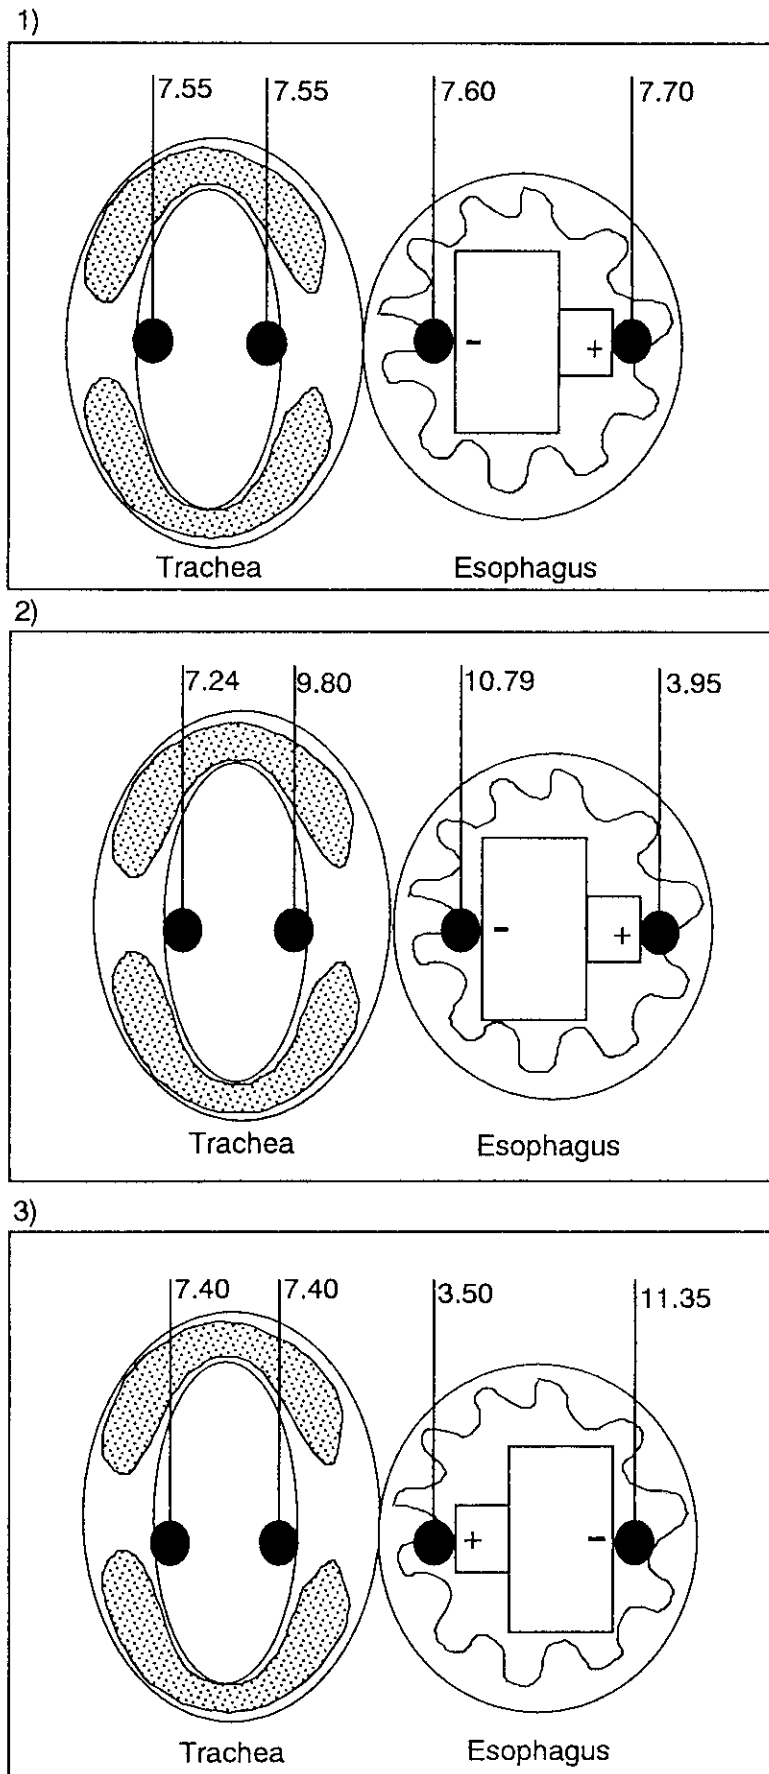 1)
7.55 7.55 7.60 7.70
- +
Trachea Esophagus
2)
7.24 9.80 10.79 3.95
- +
Trachea Esophagus
3)
7.40 7.40 3.50 11.35
+ -
Trachea Esophagus